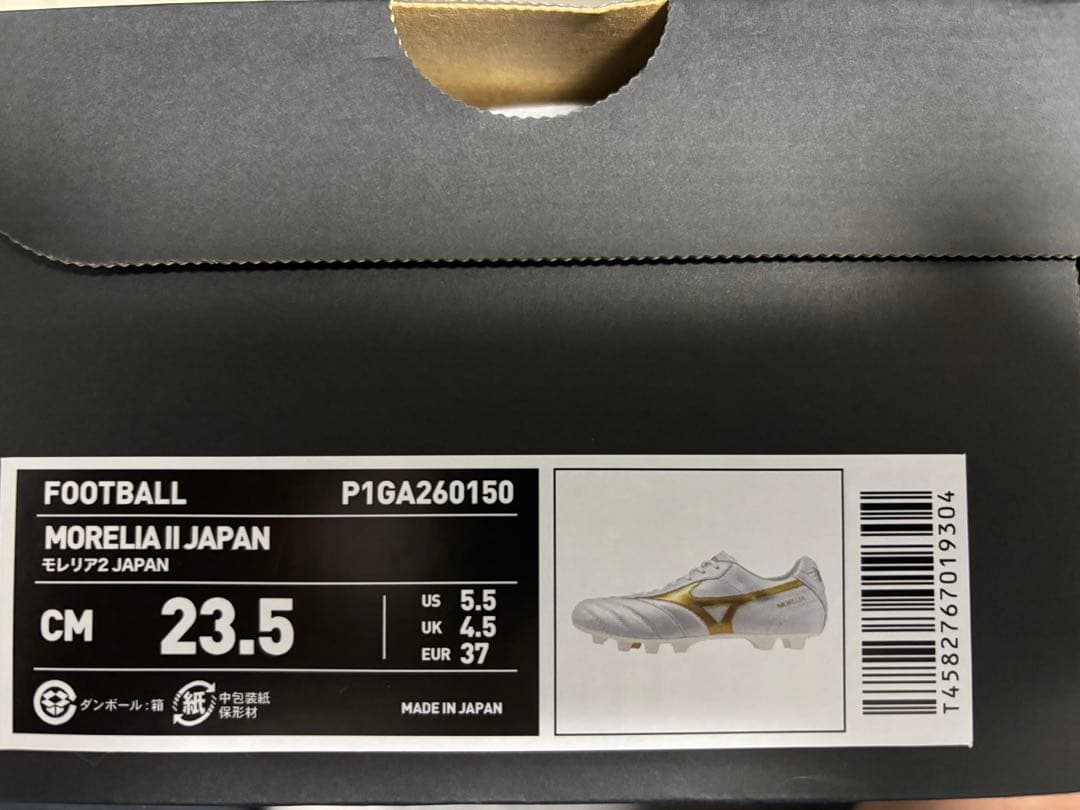 FOOTBALL P1GA260150
MORELIA II JAPAN
モレリア2 JAPAN
CM 23.5
US 5.5
UK 4.5
EUR 37
ダンボール:箱
紙
中包装紙
保形材
MADE IN JAPAN
MORELIA
T4582767019304